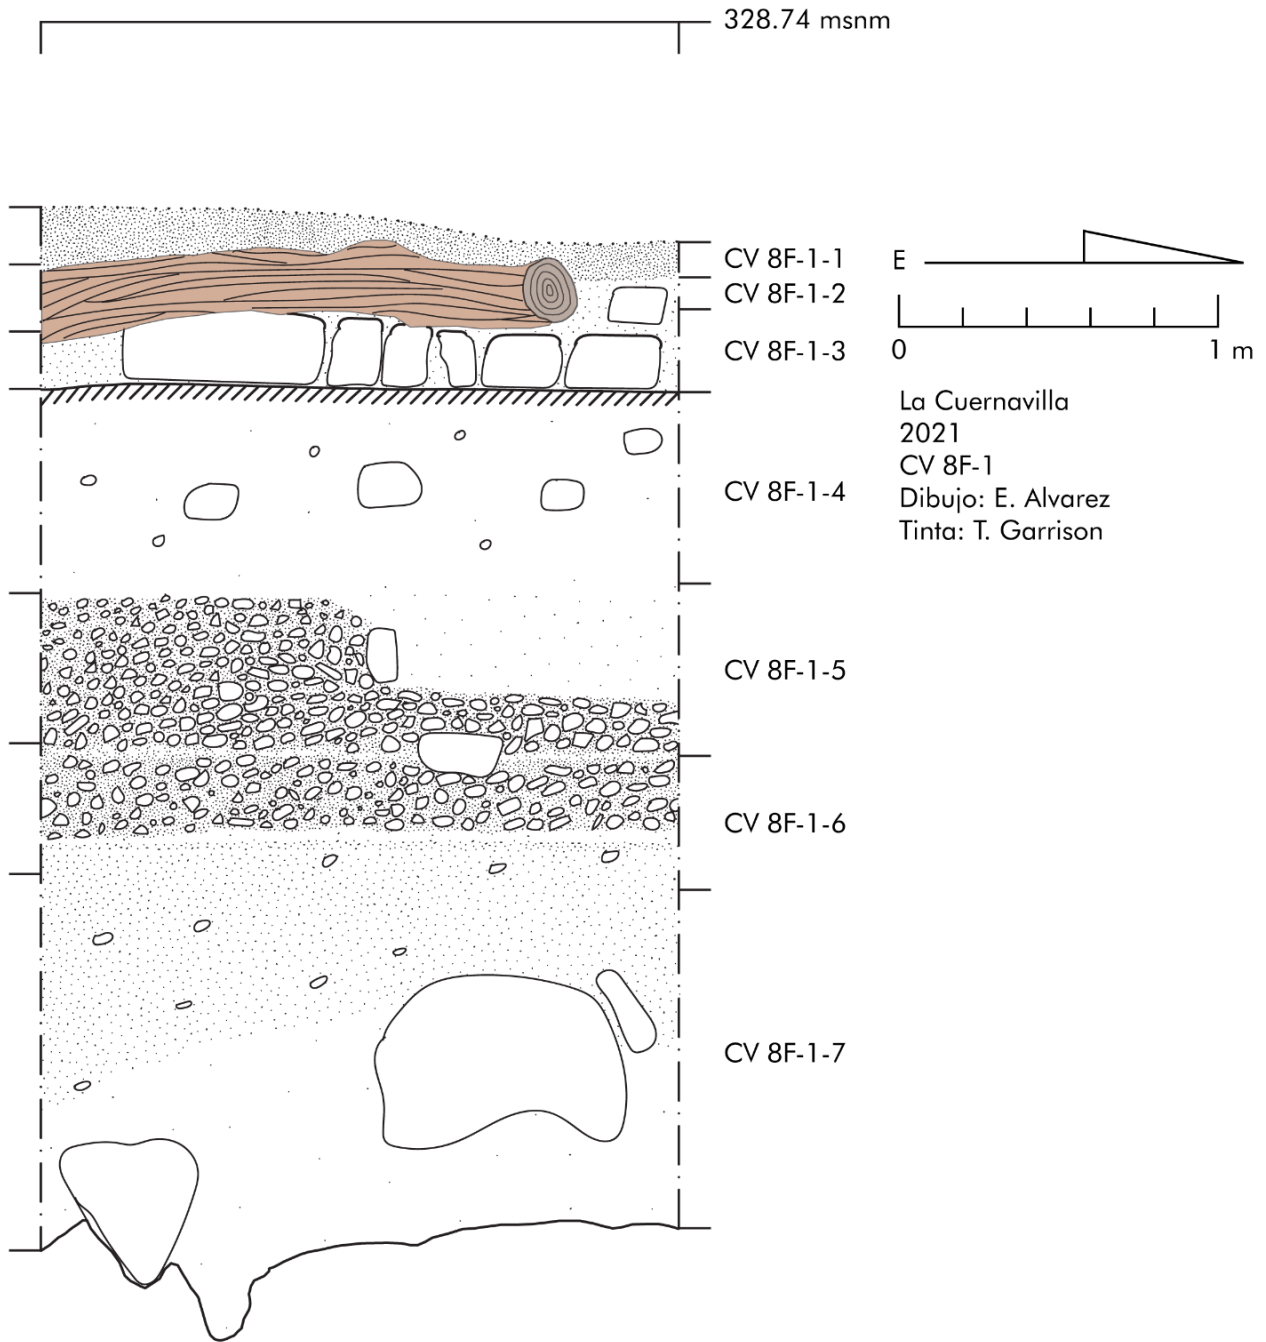 328.74 msnm
CV 8F-1-1
E
CV 8F-1-2
CV 8F-1-3
0
1 m
La Cuernavilla
2021
CV 8F-1
Dibujo: E. Alvarez
Tinta: T. Garrison
CV 8F-1-4
CV 8F-1-5
CV 8F-1-6
CV 8F-1-7